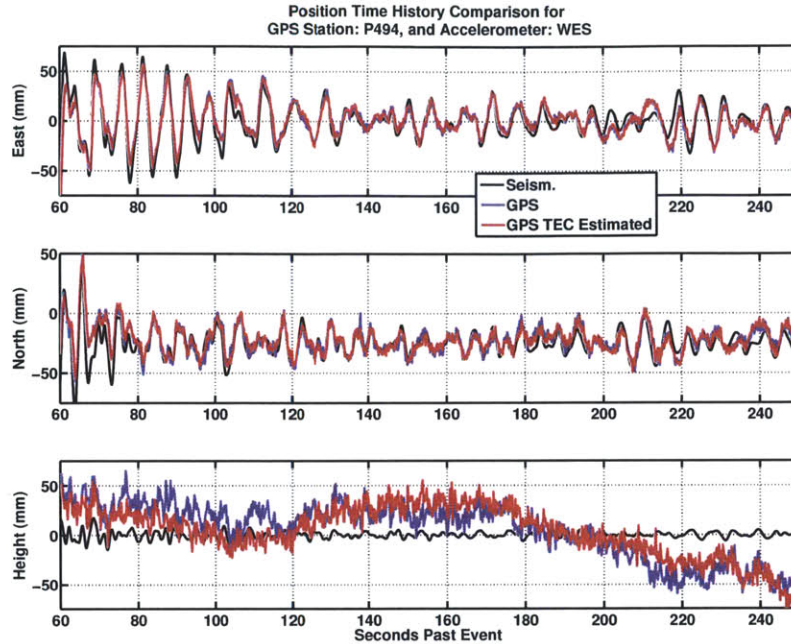 Position Time History Comparison for
GPS Station: P494, and Accelerometer: WES
East (mm)
50
0
−50
60 80 100 120 140 160 180 200 220 240
Seism.
GPS
GPS TEC Estimated
North (mm)
50
0
−50
60 80 100 120 140 160 180 200 220 240
Height (mm)
50
0
−50
60 80 100 120 140 160 180 200 220 240
Seconds Past Event